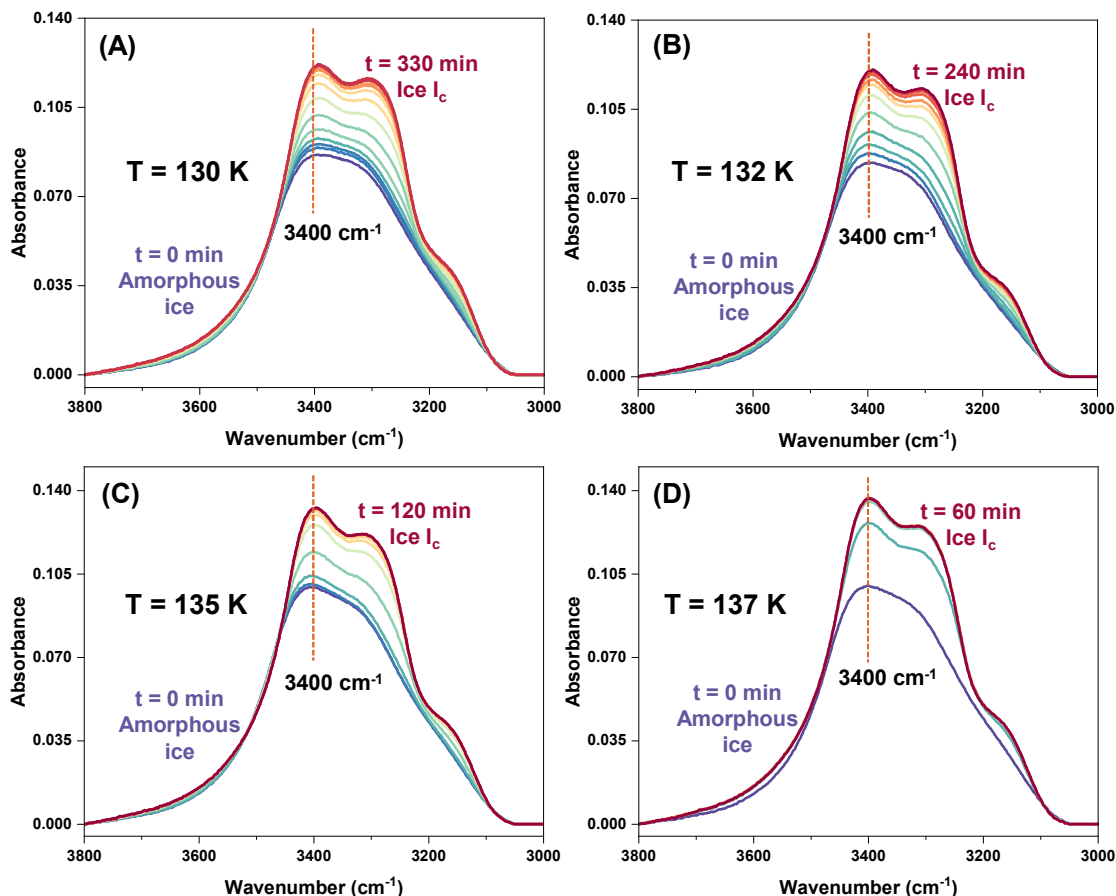 (A)
t = 330 min
Ice Ic
T = 130 K
3400 cm-1
t = 0 min
Amorphous
ice
Absorbance
0.140
0.105
0.070
0.035
0.000
3800
3600
3400
3200
3000
Wavenumber (cm-1)
(B)
t = 240 min
Ice Ic
T = 132 K
3400 cm-1
t = 0 min
Amorphous
ice
Absorbance
0.140
0.105
0.070
0.035
0.000
3800
3600
3400
3200
3000
Wavenumber (cm-1)
(C)
t = 120 min
Ice Ic
T = 135 K
3400 cm-1
t = 0 min
Amorphous
ice
Absorbance
0.140
0.105
0.070
0.035
0.000
3800
3600
3400
3200
3000
Wavenumber (cm-1)
(D)
t = 60 min
Ice Ic
T = 137 K
3400 cm-1
t = 0 min
Amorphous
ice
Absorbance
0.140
0.105
0.070
0.035
0.000
3800
3600
3400
3200
3000
Wavenumber (cm-1)